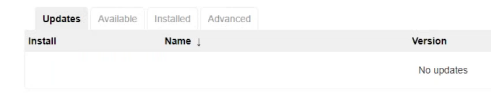 Updates Available Installed Advanced
Install Name ↓ Version
No updates